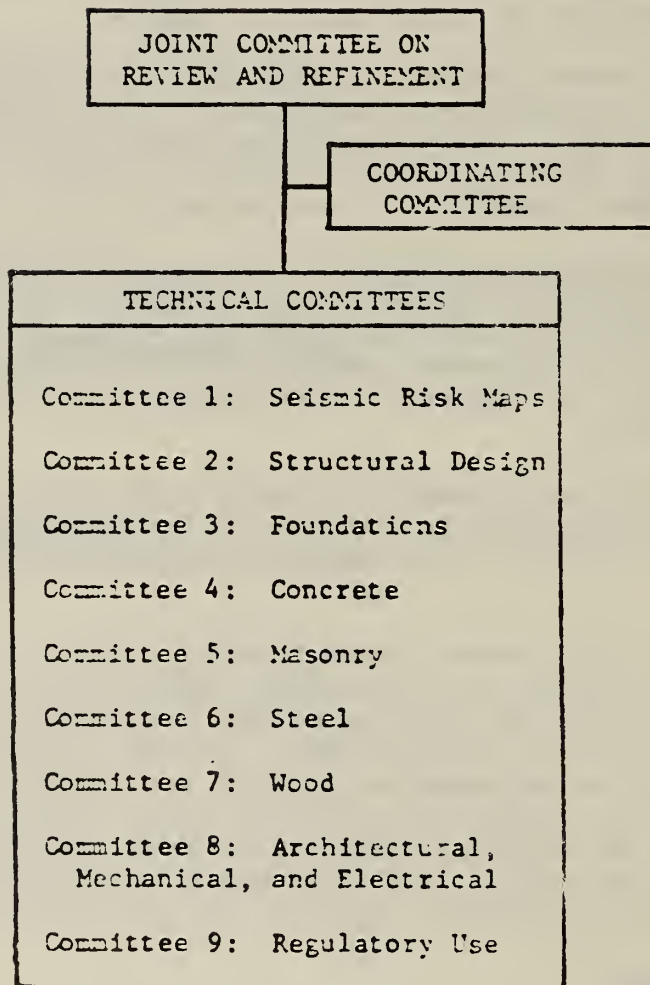 JOINT COMMITTEE ON
REVIEW AND REFINEMENT
COORDINATING
COMMITTEE
TECHNICAL COMMITTEES
Committee 1: Seismic Risk Maps
Committee 2: Structural Design
Committee 3: Foundations
Committee 4: Concrete
Committee 5: Masonry
Committee 6: Steel
Committee 7: Wood
Committee 8: Architectural,
Mechanical, and Electrical
Committee 9: Regulatory Use